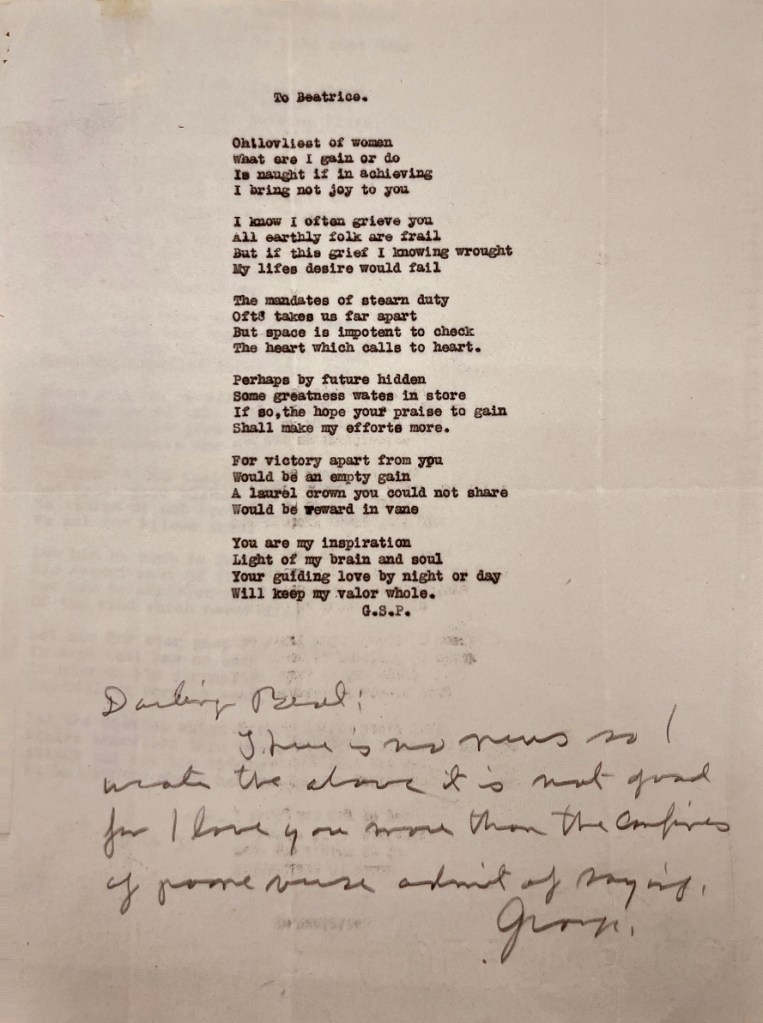 To Beatrice.
Oh!lovliest of women
What ere I gain or do
Is naught if in achieving
I bring not joy to you
I know I often grieve you
All earthly folk are frail
But if this grief I knowing wrought
My lifes desire would fail
The mandates of stearn duty
Oft takes us far apart
But space is impotent to check
The heart which calls to heart.
Perhaps by future hidden
Some greatness wates in store
If so,the hope your praise to gain
Shall make my efforts more.
For victory apart from you
Would be an empty gain
A laurel crown you could not share
Would be reward in vane
You are my inspiration
Light of my brain and soul
Your guiding love by night or day
Will keep my valor whole.
G.S.P.
Darling Beat:
There is no news so I
wrote the above it is not good
for I love you more than the confines
of poore verse admit of saying.
George.